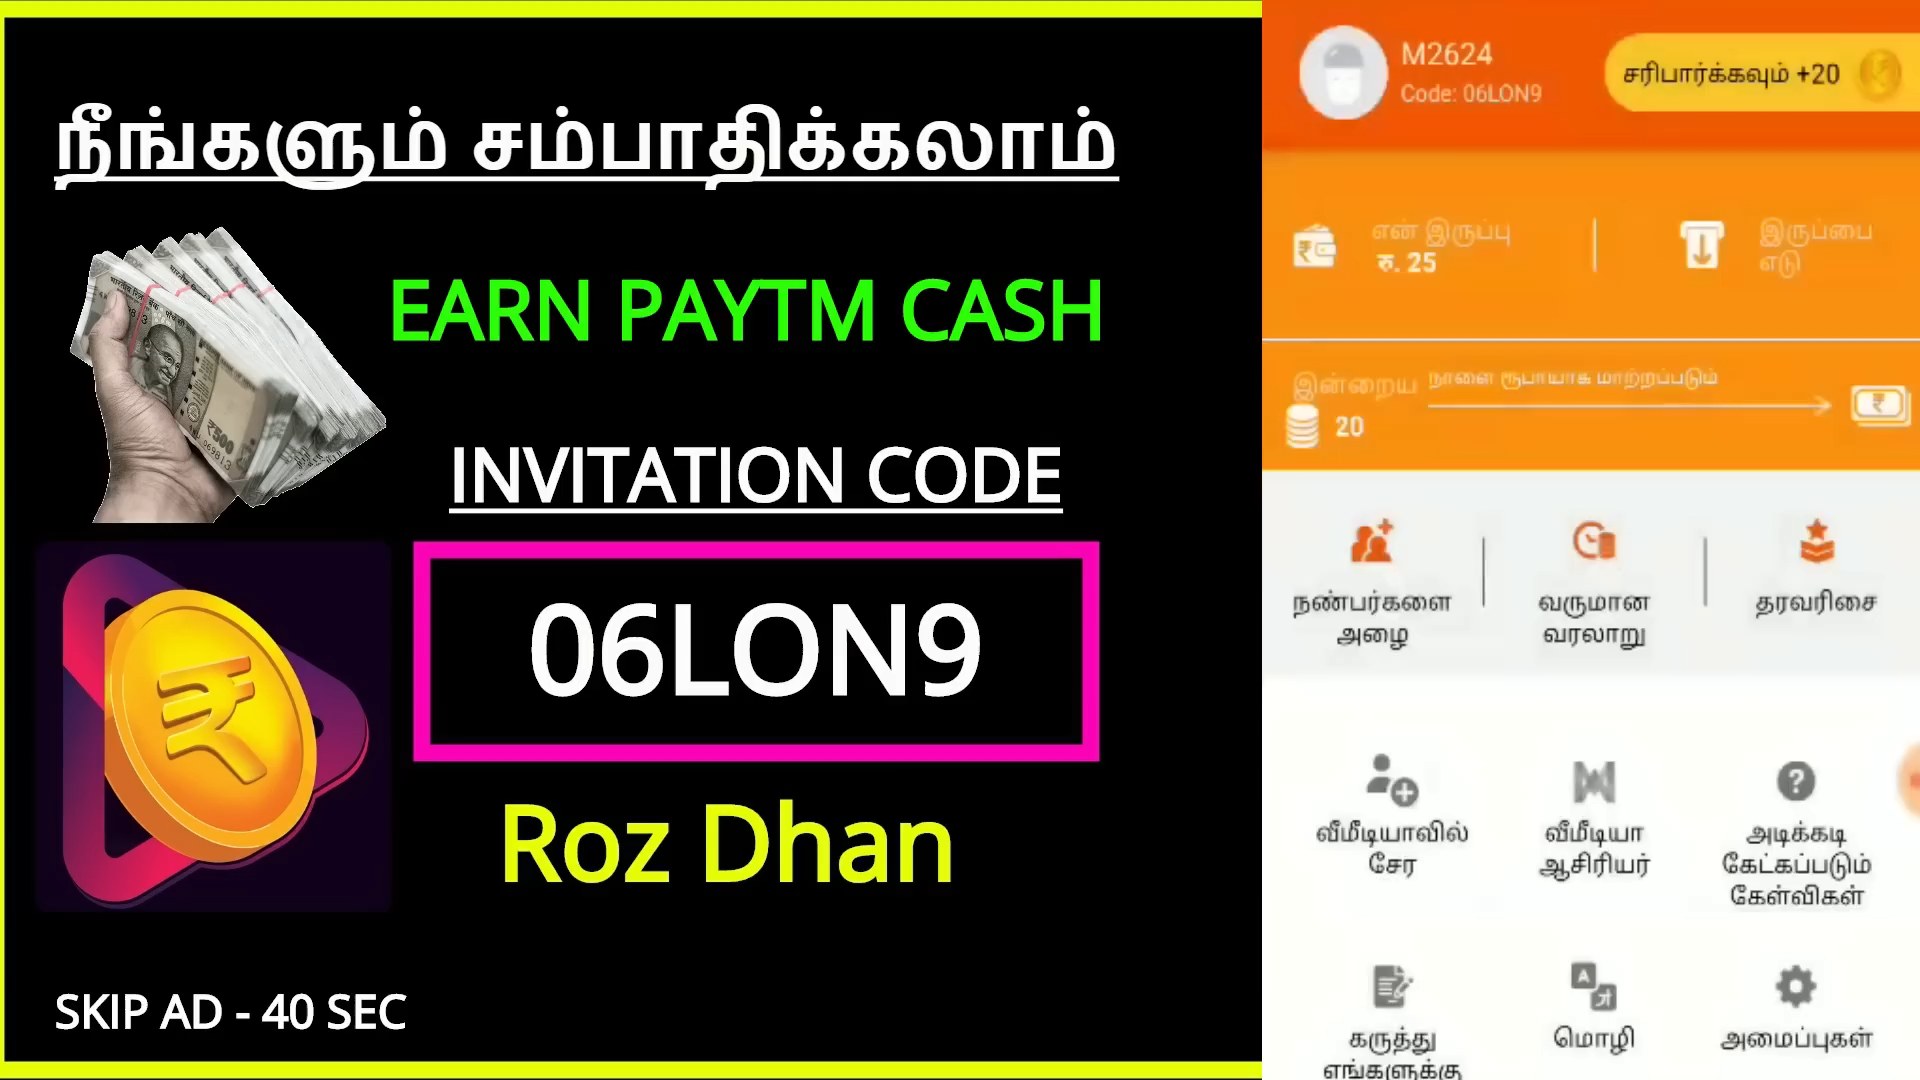 நீங்களும் சம்பாதிக்கலாம்
EARN PAYTM CASH
INVITATION CODE
06LON9
Roz Dhan
SKIP AD - 40 SEC
M2624
Code: 06LON9
சரிபார்க்கவும் +20
என் இருப்பு
ரு. 25
இருப்பை
எடு
இன்றைய
நாளை ரூபாயாக மாற்றப்படும்
20
நண்பர்களை
அழை
வருமான
வரலாறு
தரவரிசை
வீமீடியாவில்
சேர
வீமீடியா
ஆசிரியர்
அடிக்கடி
கேட்கப்படும்
கேள்விகள்
கருத்து
எங்களுக்கு
மொழி
அமைப்புகள்